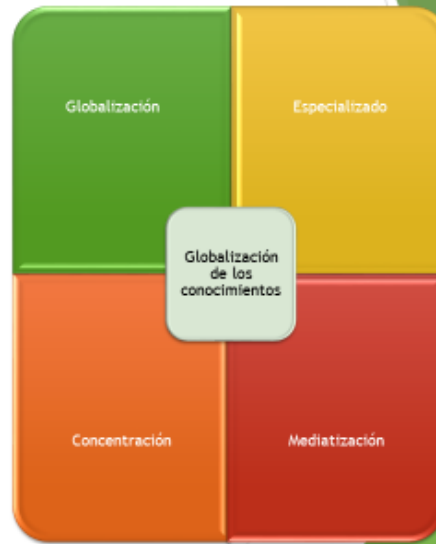 Globalización
Especializado
Globalización
de los
conocimientos
Concentración
Mediatización